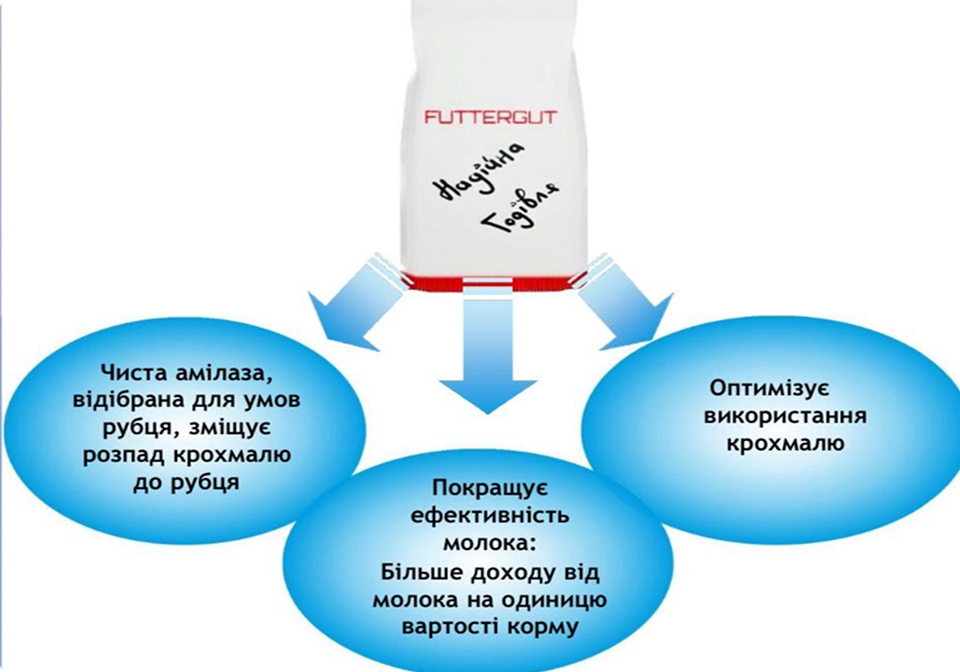 FUTTERGUT
Надійна
Годівля
Чиста амілаза,
відібрана для умов
рубця, зміщує
розпад крохмалю
до рубця
Покращує
ефективність
молока:
Більше доходу від
молока на одиницю
вартості корму
Оптимізує
використання
крохмалю